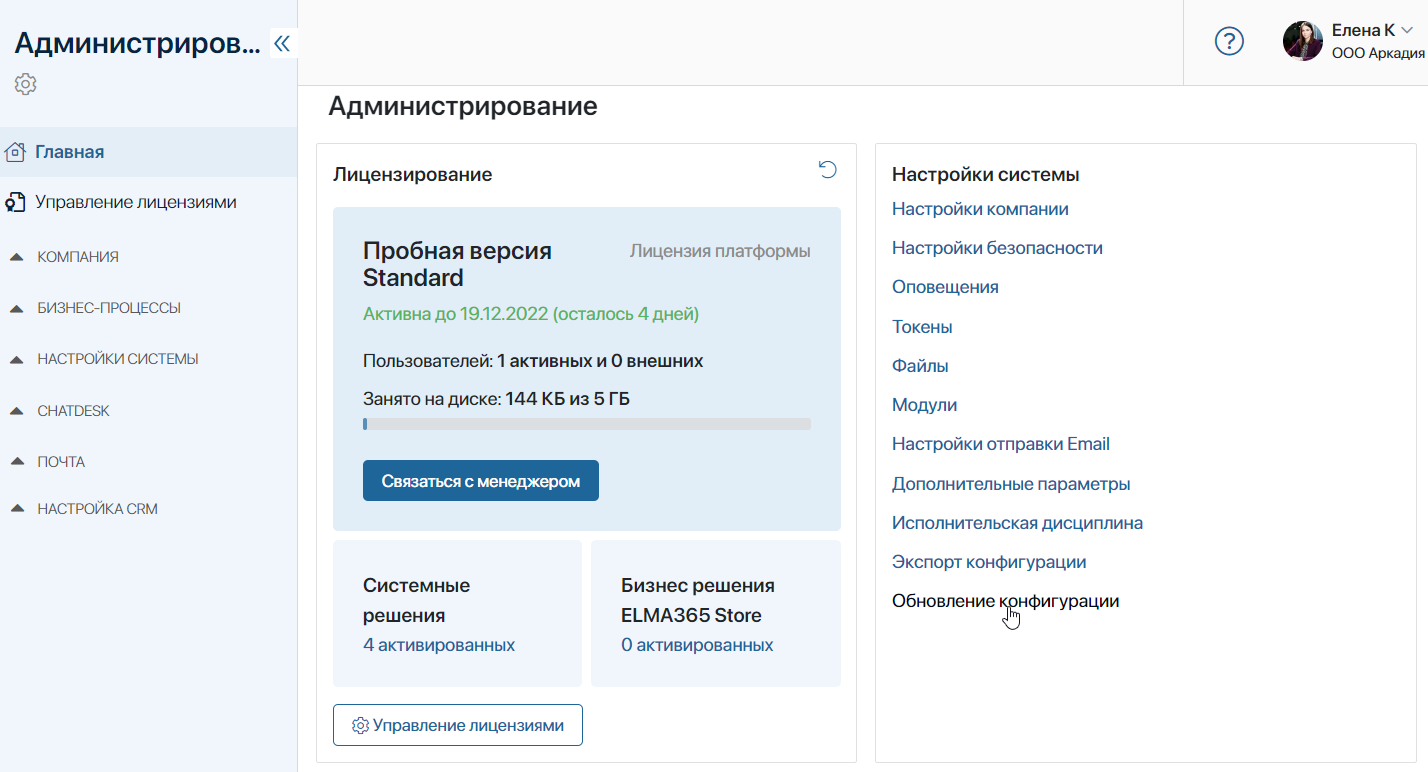 Администриров...
Елена К
ООО Аркадия
Главная
Управление лицензиями
КОМПАНИЯ
БИЗНЕС-ПРОЦЕССЫ
НАСТРОЙКИ СИСТЕМЫ
CHATDESK
ПОЧТА
НАСТРОЙКА CRM
Администрирование
Лицензирование
Пробная версия
Standard
Лицензия платформы
Активна до 19.12.2022 (осталось 4 дней)
Пользователей: 1 активных и 0 внешних
Занято на диске: 144 КБ из 5 ГБ
Связаться с менеджером
Системные
решения
4 активированных
Бизнес решения
ELMA365 Store
0 активированных
Управление лицензиями
Настройки системы
Настройки компании
Настройки безопасности
Оповещения
Токены
Файлы
Модули
Настройки отправки Email
Дополнительные параметры
Исполнительская дисциплина
Экспорт конфигурации
Обновление конфигурации